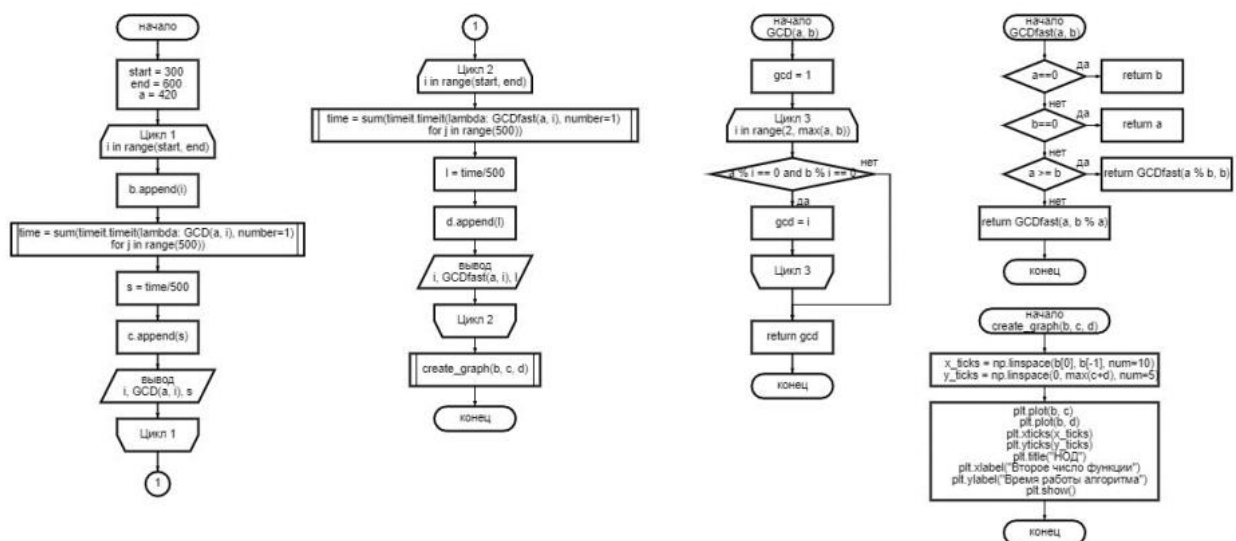 начало
start = 300
end = 600
a = 420
Цикл 1
i in range(start, end)
b.append(i)
time = sum(timeit.timeit(lambda: GCD(a, i), number=1)
for j in range(500))
s = time/500
c.append(s)
вывод
i, GCD(a, i), s
Цикл 1
1
1
Цикл 2
i in range(start, end)
time = sum(timeit.timeit(lambda: GCDfast(a, i), number=1)
for j in range(500))
l = time/500
d.append(l)
вывод
i, GCDfast(a, i), l
Цикл 2
create_graph(b, c, d)
конец
начало
GCD(a, b)
gcd = 1
Цикл 3
i in range(2, max(a, b))
нет
a % i == 0 and b % i == 0
да
gcd = i
Цикл 3
return gcd
конец
начало
GCDfast(a, b)
да
a==0
return b
нет
да
b==0
return a
нет
да
a >= b
return GCDfast(a % b, b)
нет
return GCDfast(a, b % a)
конец
начало
create_graph(b, c, d)
x_ticks = np.linspace(b[0], b[-1], num=10)
y_ticks = np.linspace(0, max(c+d), num=5)
plt.plot(b, c)
plt.plot(b, d)
plt.xticks(x_ticks)
plt.yticks(y_ticks)
plt.title("НОД")
plt.xlabel("Второе число функции")
plt.ylabel("Время работы алгоритма")
plt.show()
конец